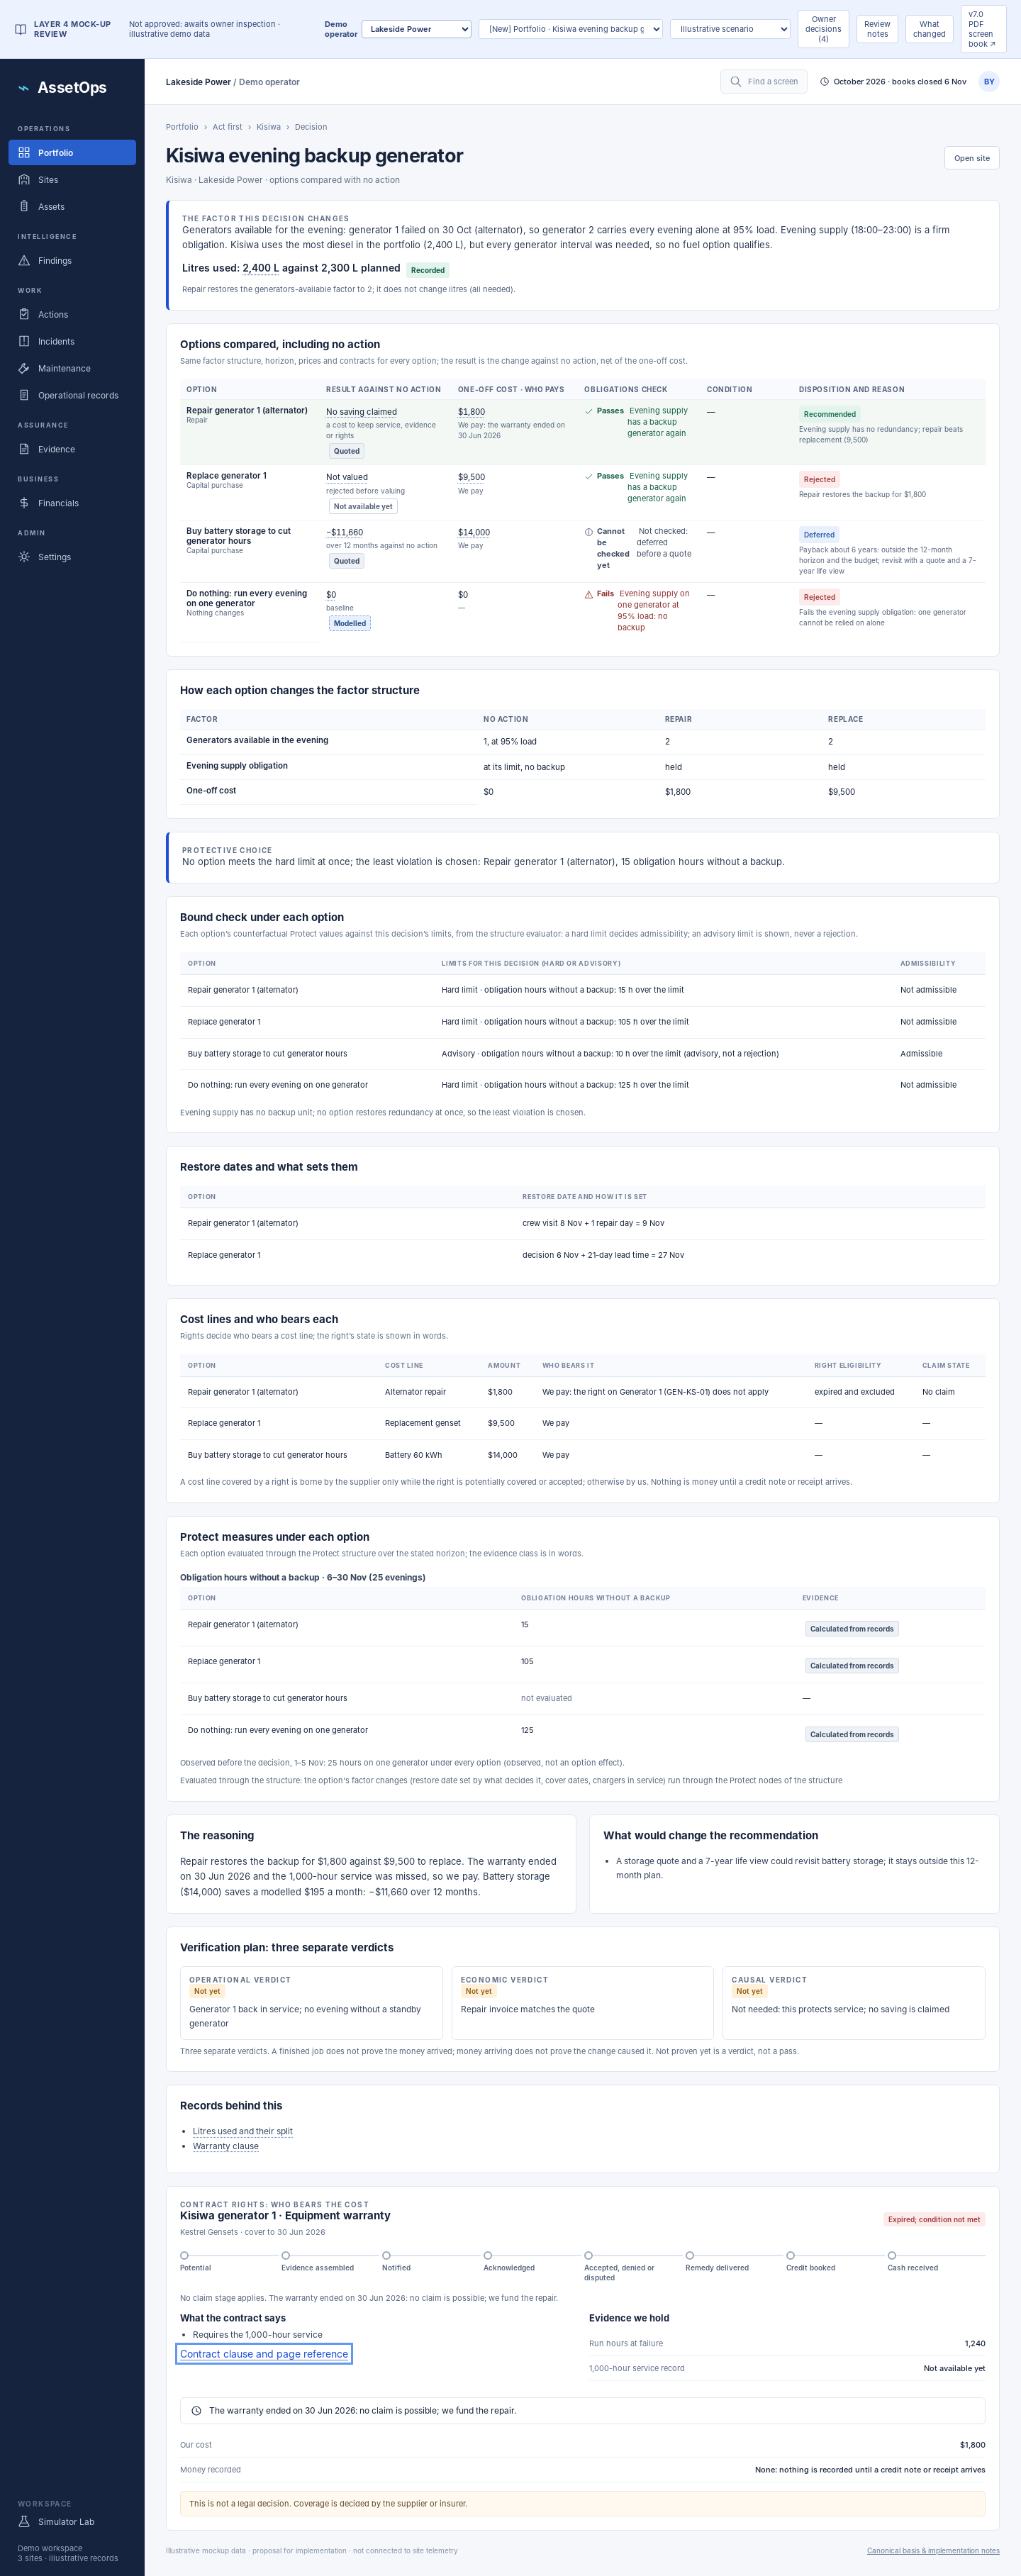 LAYER 4 MOCK-UP REVIEW
Not approved: awaits owner inspection · illustrative demo data
Demo operator
Lakeside Power
[New] Portfolio · Kisiwa evening backup g
Illustrative scenario
Owner decisions (4)
Review notes
What changed
v7.0 PDF screen book ↗
AssetOps
OPERATIONS
Portfolio
Sites
Assets
INTELLIGENCE
Findings
WORK
Actions
Incidents
Maintenance
Operational records
ASSURANCE
Evidence
BUSINESS
Financials
ADMIN
Settings
WORKSPACE
Simulator Lab
Demo workspace
3 sites · illustrative records
Lakeside Power / Demo operator
Find a screen
October 2026 · books closed 6 Nov
BY
Portfolio › Act first › Kisiwa › Decision
Kisiwa evening backup generator
Kisiwa · Lakeside Power · options compared with no action
Open site
THE FACTOR THIS DECISION CHANGES
Generators available for the evening: generator 1 failed on 30 Oct (alternator), so generator 2 carries every evening alone at 95% load. Evening supply (18:00–23:00) is a firm
obligation. Kisiwa uses the most diesel in the portfolio (2,400 L), but every generator interval was needed, so no fuel option qualifies.
Litres used: 2,400 L against 2,300 L planned Recorded
Repair restores the generators-available factor to 2; it does not change litres (all needed).
Options compared, including no action
Same factor structure, horizon, prices and contracts for every option; the result is the change against no action, net of the one-off cost.
OPTION RESULT AGAINST NO ACTION ONE-OFF COST · WHO PAYS OBLIGATIONS CHECK CONDITION DISPOSITION AND REASON
Repair generator 1 (alternator)
Repair
No saving claimed
a cost to keep service, evidence
or rights
Quoted
$1,800
We pay: the warranty ended on
30 Jun 2026
Passes Evening supply
has a backup
generator again
—
Recommended
Evening supply has no redundancy; repair beats
replacement (9,500)
Replace generator 1
Capital purchase
Not valued
rejected before valuing
Not available yet
$9,500
We pay
Passes Evening supply
has a backup
generator again
—
Rejected
Repair restores the backup for $1,800
Buy battery storage to cut
generator hours
Capital purchase
−$11,660
over 12 months against no action
Quoted
$14,000
We pay
Cannot be checked yet
Not checked: deferred before a quote
—
Deferred
Payback about 6 years: outside the 12-month
horizon and the budget; revisit with a quote and a 7-
year life view
Do nothing: run every evening
on one generator
Nothing changes
$0
baseline
Modelled
$0
—
Fails Evening supply on
one generator at
95% load: no
backup
—
Rejected
Fails the evening supply obligation: one generator
cannot be relied on alone
How each option changes the factor structure
FACTOR NO ACTION REPAIR REPLACE
Generators available in the evening 1, at 95% load 2 2
Evening supply obligation at its limit, no backup held held
One-off cost $0 $1,800 $9,500
PROTECTIVE CHOICE
No option meets the hard limit at once; the least violation is chosen: Repair generator 1 (alternator), 15 obligation hours without a backup.
Bound check under each option
Each option's counterfactual Protect values against this decision's limits, from the structure evaluator: a hard limit decides admissibility; an advisory limit is shown, never a rejection.
OPTION LIMITS FOR THIS DECISION (HARD OR ADVISORY) ADMISSIBILITY
Repair generator 1 (alternator) Hard limit · obligation hours without a backup: 15 h over the limit Not admissible
Replace generator 1 Hard limit · obligation hours without a backup: 105 h over the limit Not admissible
Buy battery storage to cut generator hours Advisory · obligation hours without a backup: 10 h over the limit (advisory, not a rejection) Admissible
Do nothing: run every evening on one generator Hard limit · obligation hours without a backup: 125 h over the limit Not admissible
Evening supply has no backup unit; no option restores redundancy at once, so the least violation is chosen.
Restore dates and what sets them
OPTION RESTORE DATE AND HOW IT IS SET
Repair generator 1 (alternator) crew visit 8 Nov + 1 repair day = 9 Nov
Replace generator 1 decision 6 Nov + 21-day lead time = 27 Nov
Cost lines and who bears each
Rights decide who bears a cost line; the right's state is shown in words.
OPTION COST LINE AMOUNT WHO BEARS IT RIGHT ELIGIBILITY CLAIM STATE
Repair generator 1 (alternator) Alternator repair $1,800 We pay: the right on Generator 1 (GEN-KS-01) does not apply expired and excluded No claim
Replace generator 1 Replacement genset $9,500 We pay — —
Buy battery storage to cut generator hours Battery 60 kWh $14,000 We pay — —
A cost line covered by a right is borne by the supplier only while the right is potentially covered or accepted; otherwise by us. Nothing is money until a credit note or receipt arrives.
Protect measures under each option
Each option evaluated through the Protect structure over the stated horizon; the evidence class is in words.
Obligation hours without a backup · 6–30 Nov (25 evenings)
OPTION OBLIGATION HOURS WITHOUT A BACKUP EVIDENCE
Repair generator 1 (alternator) 15 Calculated from records
Replace generator 1 105 Calculated from records
Buy battery storage to cut generator hours not evaluated —
Do nothing: run every evening on one generator 125 Calculated from records
Observed before the decision, 1–5 Nov: 25 hours on one generator under every option (observed, not an option effect).
Evaluated through the structure: the option's factor changes (restore date set by what decides it, cover dates, chargers in service) run through the Protect nodes of the structure
The reasoning
Repair restores the backup for $1,800 against $9,500 to replace. The warranty ended
on 30 Jun 2026 and the 1,000-hour service was missed, so we pay. Battery storage
($14,000) saves a modelled $195 a month: −$11,660 over 12 months.
What would change the recommendation
• A storage quote and a 7-year life view could revisit battery storage; it stays outside this 12-
month plan.
Verification plan: three separate verdicts
OPERATIONAL VERDICT
Not yet
Generator 1 back in service; no evening without a standby
generator
ECONOMIC VERDICT
Not yet
Repair invoice matches the quote
CAUSAL VERDICT
Not yet
Not needed: this protects service; no saving is claimed
Three separate verdicts. A finished job does not prove the money arrived; money arriving does not prove the change caused it. Not proven yet is a verdict, not a pass.
Records behind this
• Litres used and their split
• Warranty clause
CONTRACT RIGHTS: WHO BEARS THE COST
Kisiwa generator 1 · Equipment warranty
Kestrel Gensets · cover to 30 Jun 2026
Expired; condition not met
Potential
Evidence assembled
Notified
Acknowledged
Accepted, denied or disputed
Remedy delivered
Credit booked
Cash received
No claim stage applies. The warranty ended on 30 Jun 2026: no claim is possible; we fund the repair.
What the contract says
• Requires the 1,000-hour service
Contract clause and page reference
Evidence we hold
Run hours at failure 1,240
1,000-hour service record Not available yet
The warranty ended on 30 Jun 2026: no claim is possible; we fund the repair.
Our cost $1,800
Money recorded None: nothing is recorded until a credit note or receipt arrives
This is not a legal decision. Coverage is decided by the supplier or insurer.
Illustrative mockup data · proposal for implementation · not connected to site telemetry
Canonical basis & implementation notes